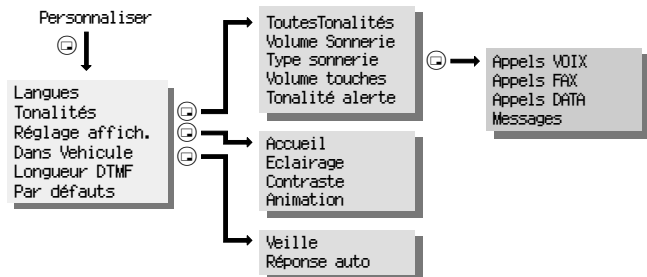 Personnaliser
Langues
Tonalités
Réglage affich.
Dans Vehicule
Longueur DTMF
Par défauts
ToutesTonalités
Volume Sonnerie
Type sonnerie
Volume touches
Tonalité alerte
Appels VOIX
Appels FAX
Appels DATA
Messages
Accueil
Eclairage
Contraste
Animation
Veille
Réponse auto